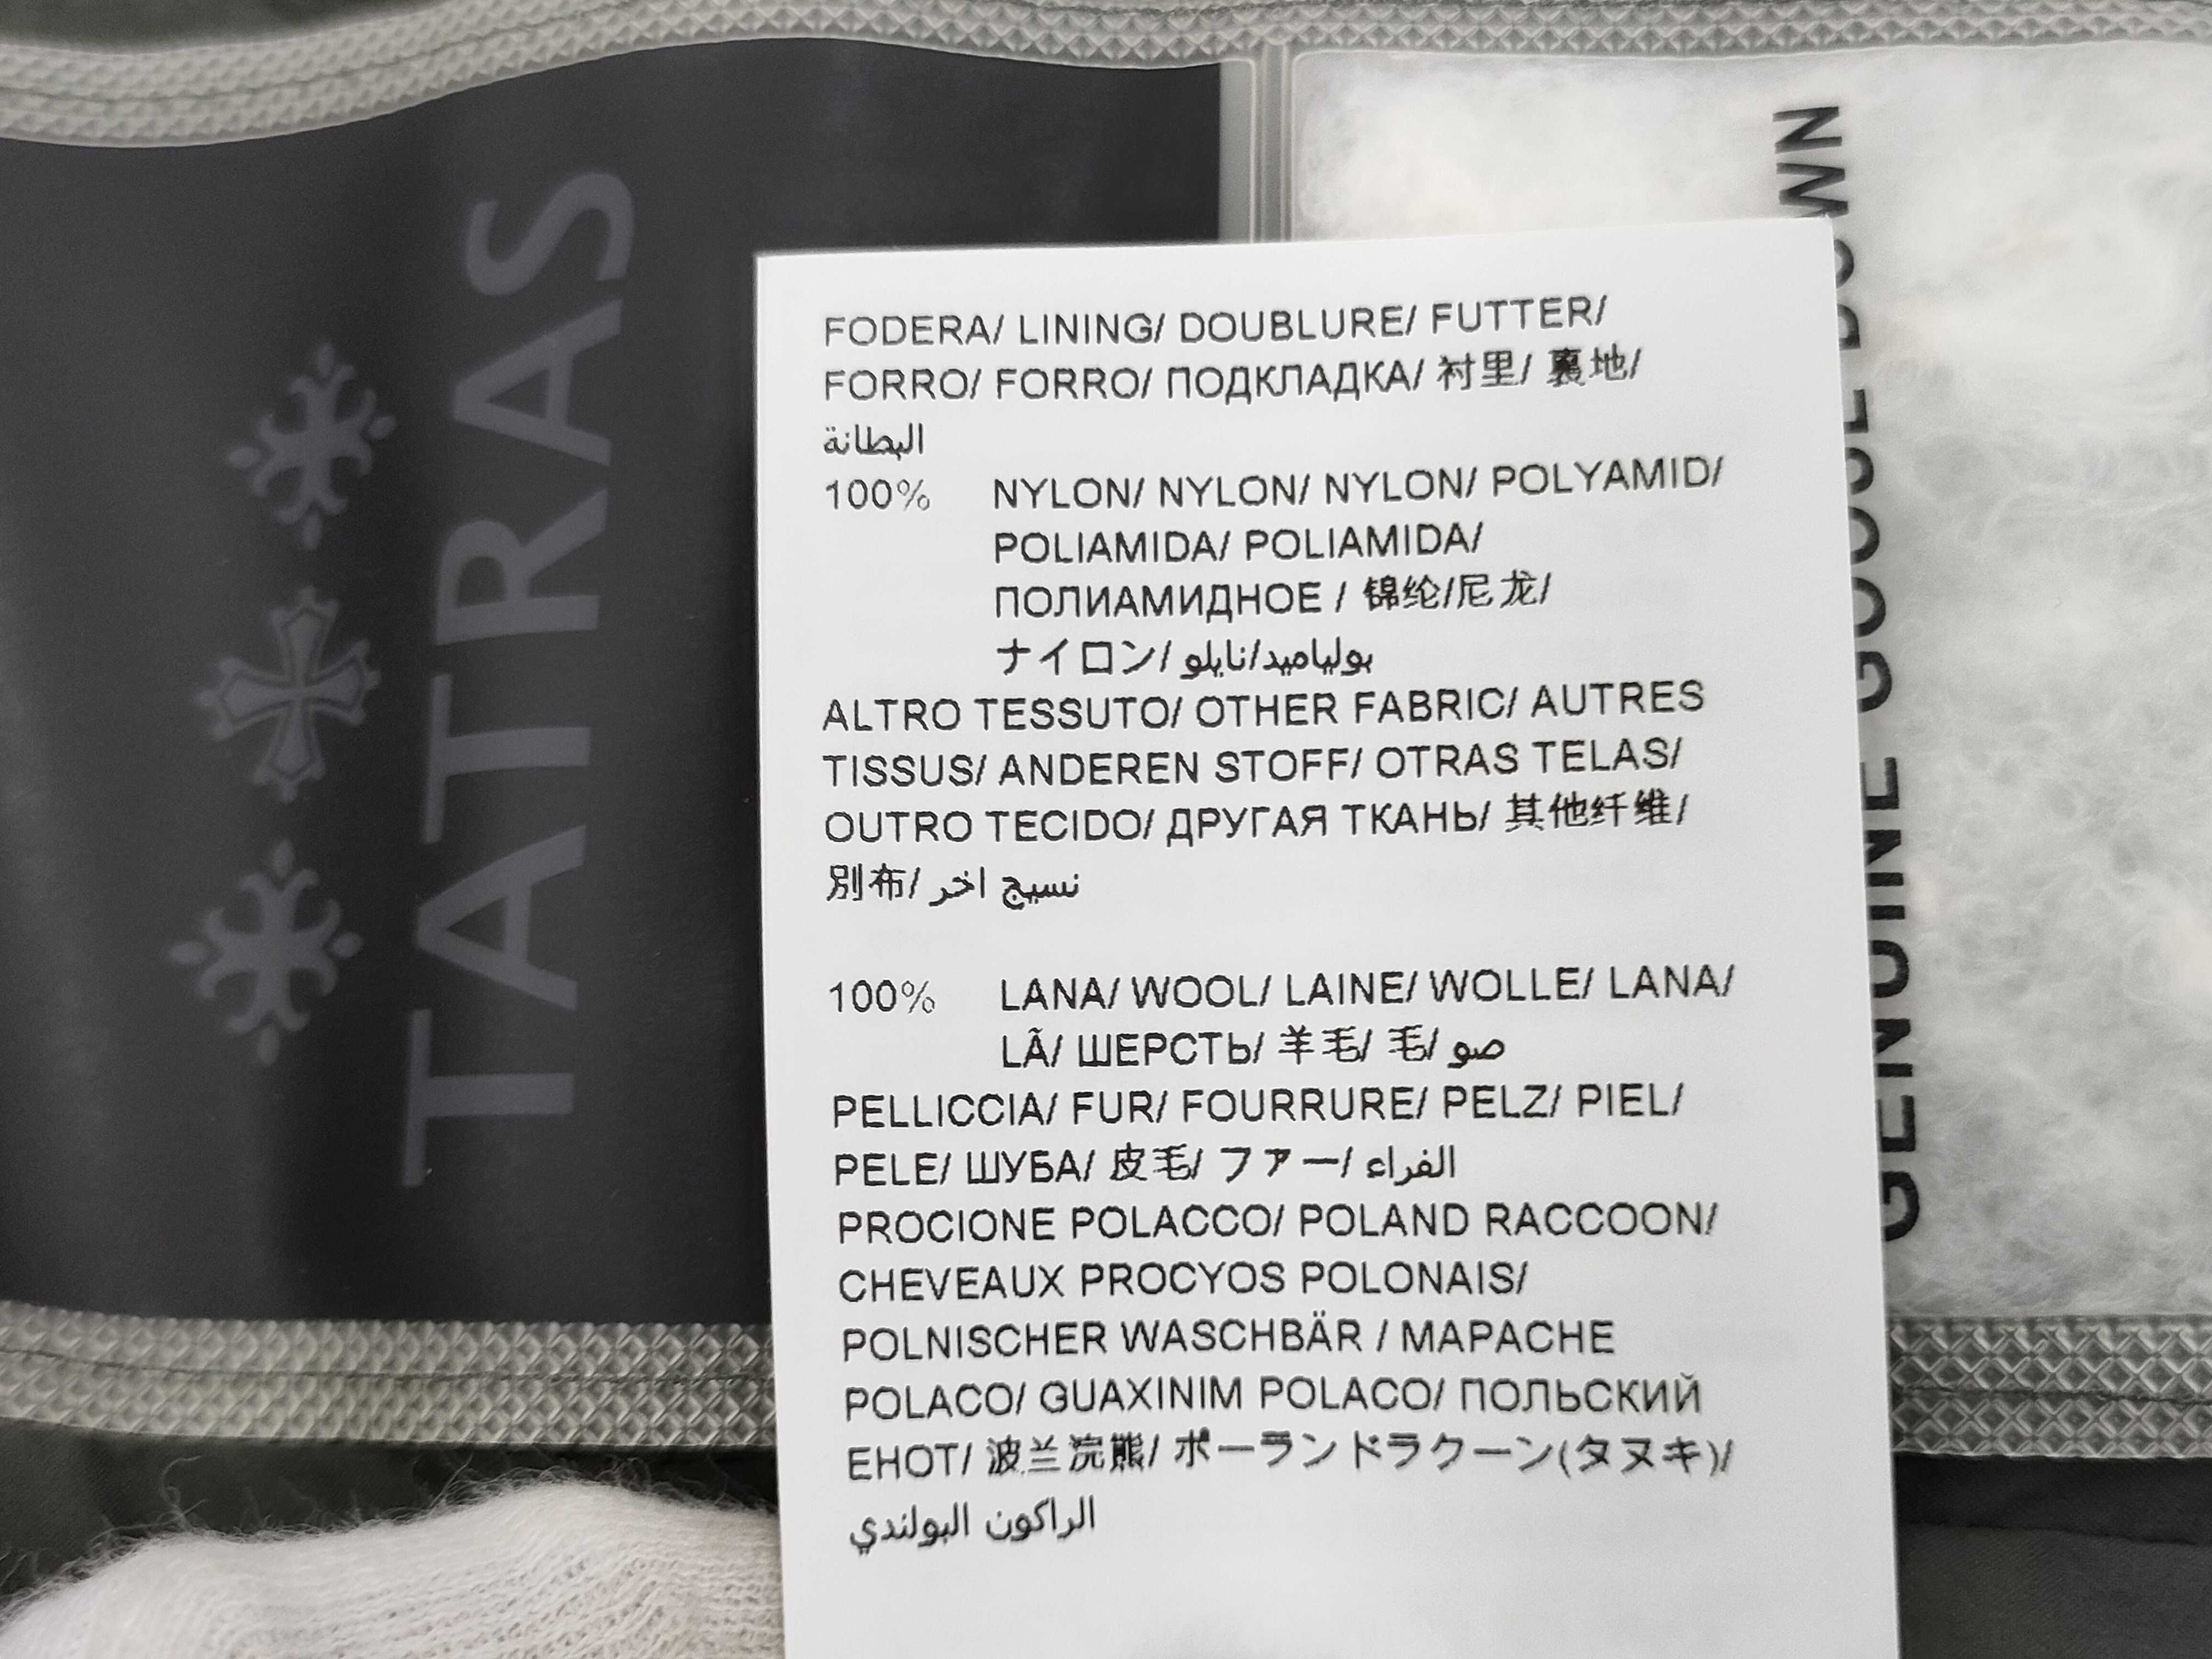 TATRAS
GENUINE GOOSE DOWN
FODERA/ LINING/ DOUBLURE/ FUTTER/
FORRO/ FORRO/ ПОДКЛАДКА/ 衬里/ 裏地/
البطانة
100% NYLON/ NYLON/ NYLON/ POLYAMID/
POLIAMIDA/ POLIAMIDA/
ПОЛИАМИДНОЕ / 锦纶/尼龙/
ナイロン/ بولياميد/نايلو
ALTRO TESSUTO/ OTHER FABRIC/ AUTRES
TISSUS/ ANDEREN STOFF/ OTRAS TELAS/
OUTRO TECIDO/ ДРУГАЯ ТКАНЬ/ 其他纤维/
別布/ نسيج اخر
100% LANA/ WOOL/ LAINE/ WOLLE/ LANA/
LÃ/ ШЕРСТЬ/ 羊毛/ 毛/ صو
PELLICCIA/ FUR/ FOURRURE/ PELZ/ PIEL/
PELE/ ШУБА/ 皮毛/ ファー/ الفراء
PROCIONE POLACCO/ POLAND RACCOON/
CHEVEAUX PROCYOS POLONAIS/
POLNISCHER WASCHBÄR / MAPACHE
POLACO/ GUAXINIM POLACO/ ПОЛЬСКИЙ
ЕНОТ/ 波兰浣熊/ ポーランドラクーン(タヌキ)/
الراكون البولندي